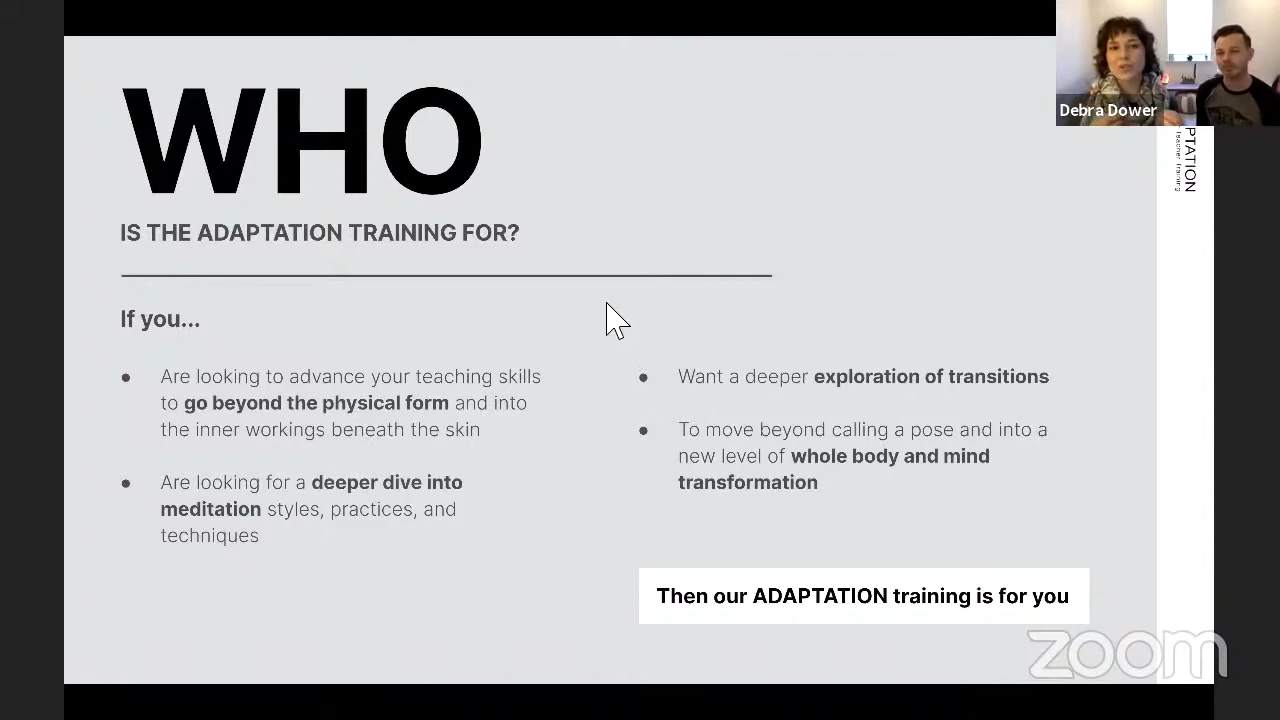 WHO
IS THE ADAPTATION TRAINING FOR?
If you...
● Are looking to advance your teaching skills
to go beyond the physical form and into
the inner workings beneath the skin
● Are looking for a deeper dive into
meditation styles, practices, and
techniques
● Want a deeper exploration of transitions
● To move beyond calling a pose and into a
new level of whole body and mind
transformation
Then our ADAPTATION training is for you
Debra Dower
PTATION
Teacher Training
zoom